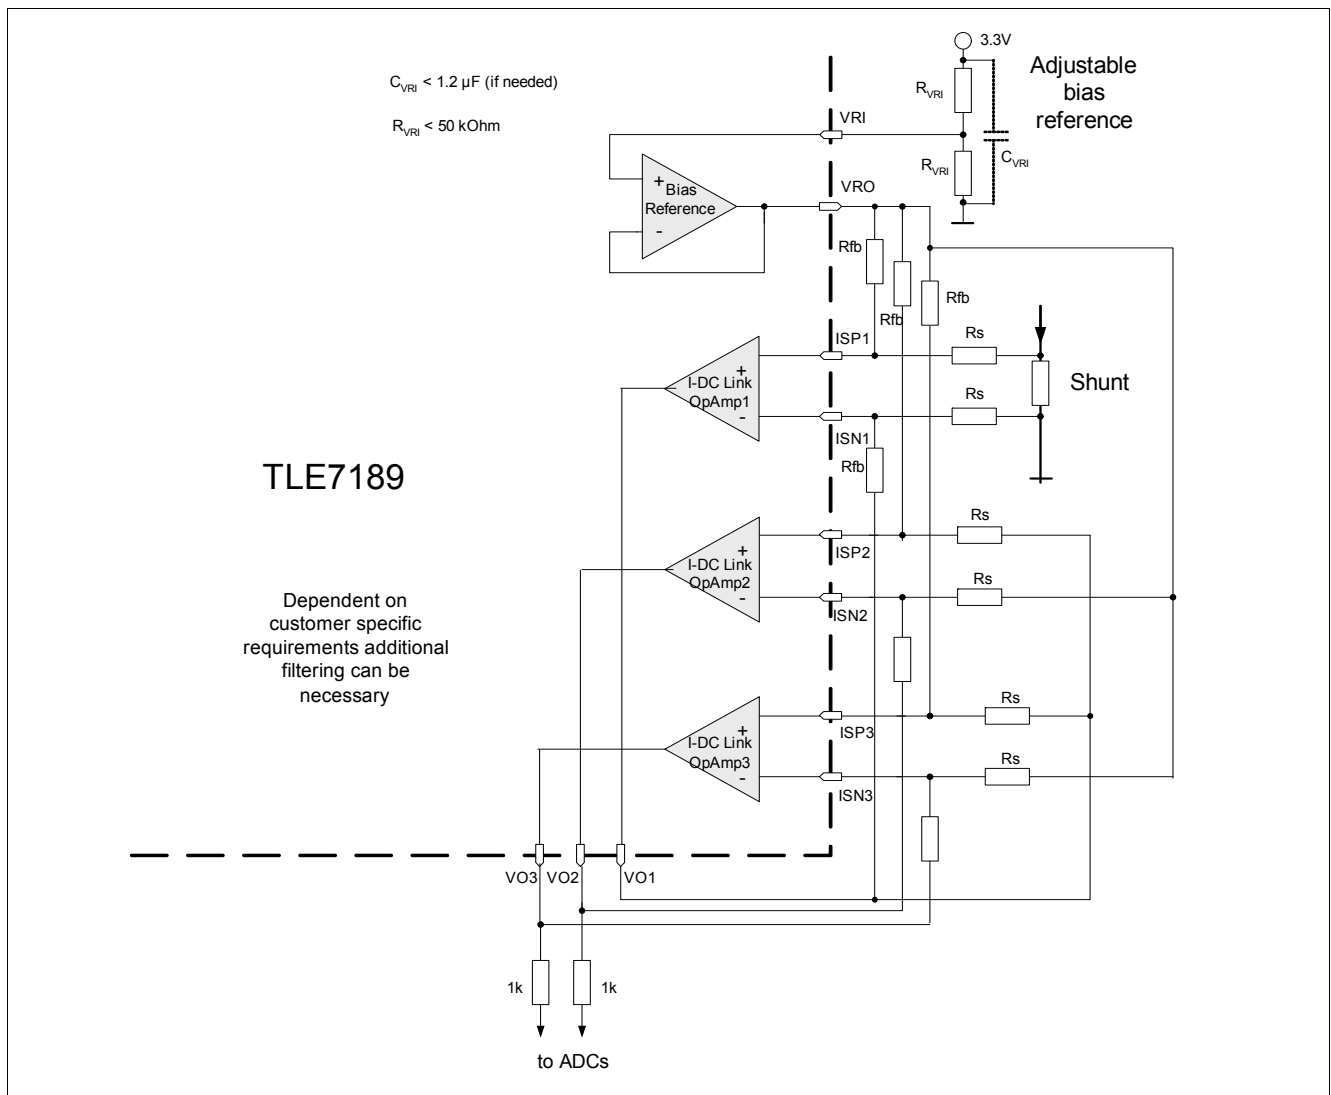 3.3V
Adjustable
bias
reference
C_VRI < 1.2 µF (if needed)
R_VRI < 50 kOhm
R_VRI
VRI
R_VRI
C_VRI
VRO
+
Bias
Reference
-
Rfb
Rfb
Rfb
ISP1
Rs
Shunt
+
I-DC Link
OpAmp1
-
Rs
ISN1
Rfb
TLE7189
Rs
ISP2
+
I-DC Link
OpAmp2
-
Rs
ISN2
Dependent on
customer specific
requirements additional
filtering can be
necessary
Rs
ISP3
+
I-DC Link
OpAmp3
-
Rs
ISN3
VO3
VO2
VO1
1k
1k
to ADCs